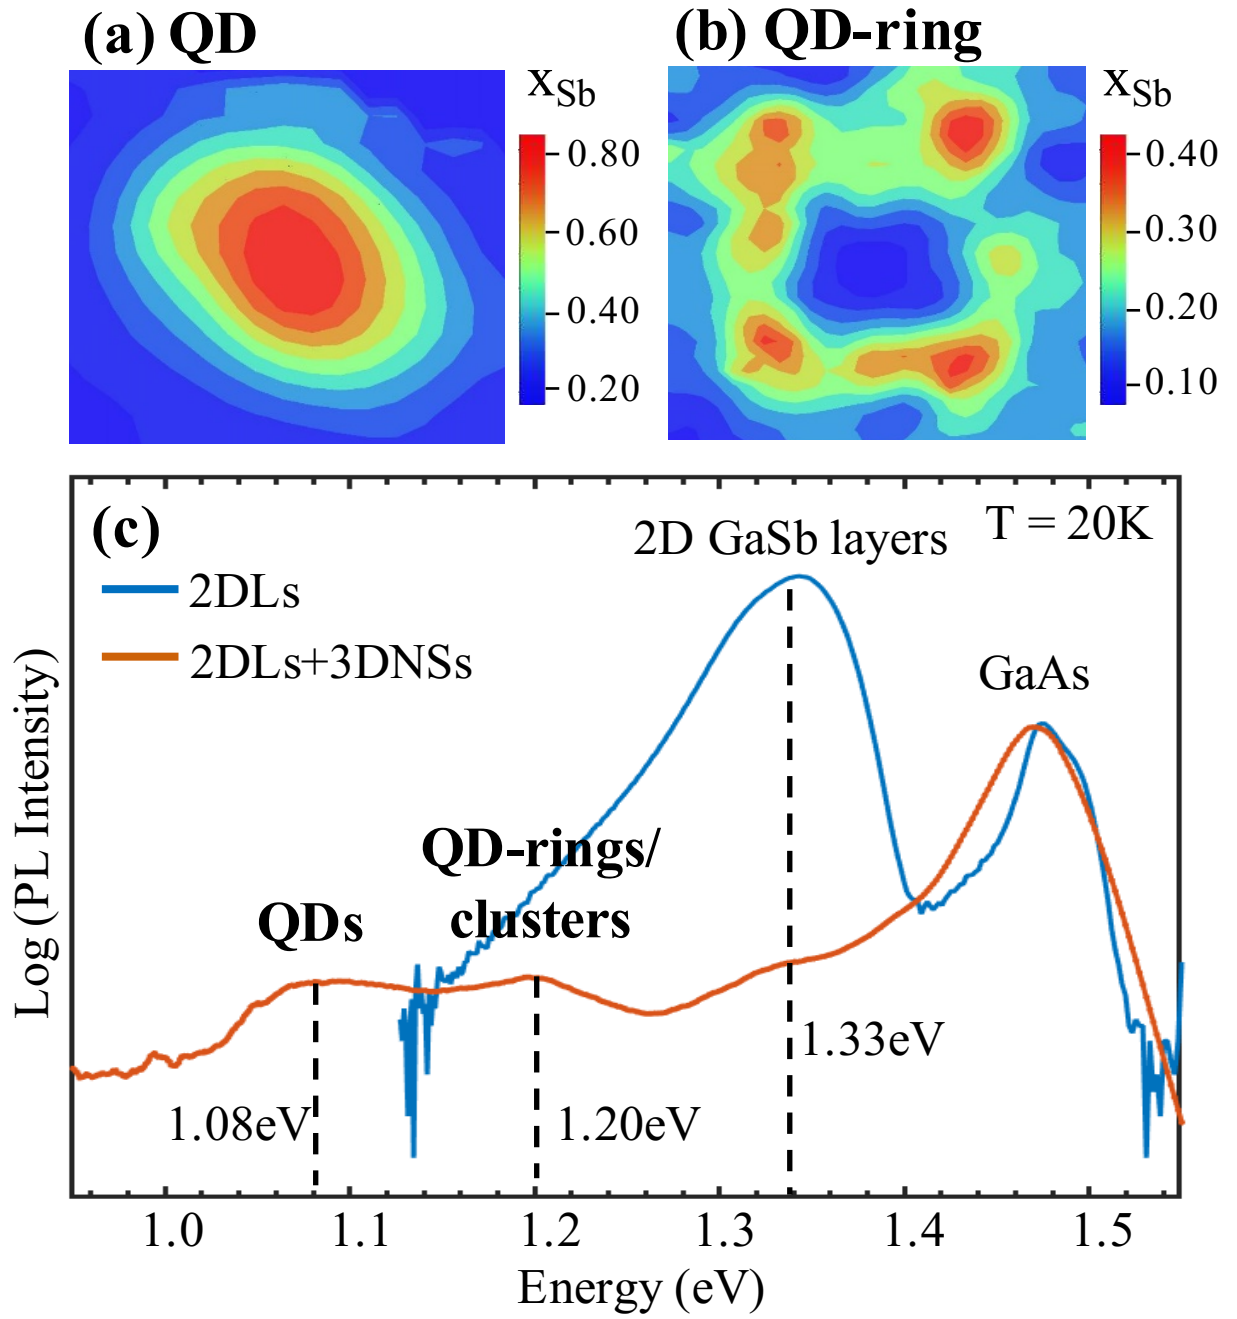 (a) QD
x_Sb
0.80
0.60
0.40
0.20
(b) QD-ring
x_Sb
0.40
0.30
0.20
0.10
(c)
T = 20K
2D GaSb layers
2DLs
2DLs+3DNSs
GaAs
QD-rings/
clusters
QDs
1.33eV
1.08eV
1.20eV
Log (PL Intensity)
1.0 1.1 1.2 1.3 1.4 1.5
Energy (eV)